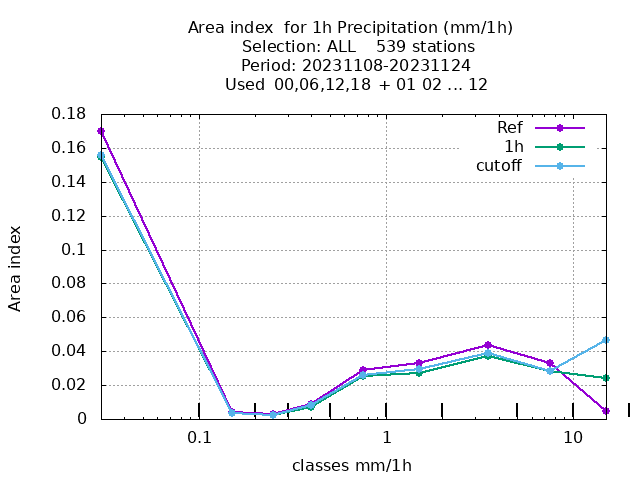 Area index  for 1h Precipitation (mm/1h)
Selection: ALL    539 stations
Period: 20231108-20231124
Used  00,06,12,18  + 01 02 ... 12
Ref
1h
cutoff
0.18
0.16
0.14
0.12
0.1
0.08
0.06
0.04
0.02
0
Area index
0.1
1
10
classes mm/1h